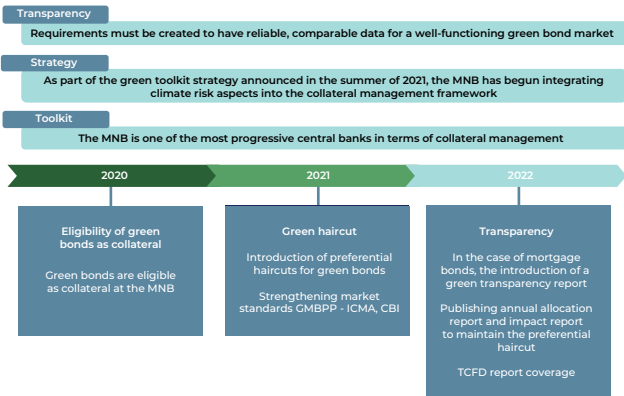 Transparency
Requirements must be created to have reliable, comparable data for a well-functioning green bond market
Strategy
As part of the green toolkit strategy announced in the summer of 2021, the MNB has begun integrating
climate risk aspects into the collateral management framework
Toolkit
The MNB is one of the most progressive central banks in terms of collateral management
2020
2021
2022
Eligibility of green
bonds as collateral
Green bonds are eligible
as collateral at the MNB
Green haircut
Introduction of preferential
haircuts for green bonds
Strengthening market
standards GMBPP - ICMA, CBI
Transparency
In the case of mortgage
bonds, the introduction of a
green transparency report
Publishing annual allocation
report and impact report
to maintain the preferential
haircut
TCFD report coverage